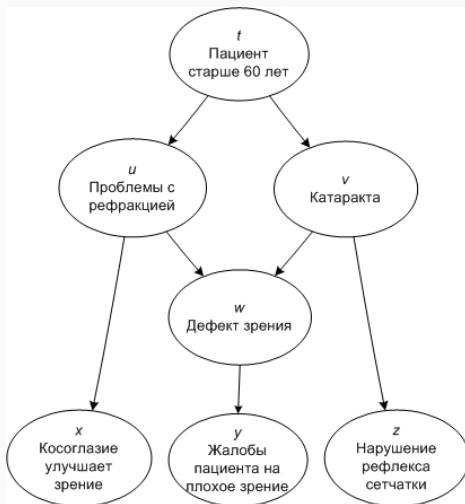 t
Пациент
старше 60 лет
u
Проблемы с
рефракцией
v
Катаракта
w
Дефект зрения
x
Косоглазие
улучшает
зрение
y
Жалобы
пациента на
плохое зрение
z
Нарушение
рефлекса
сетчатки